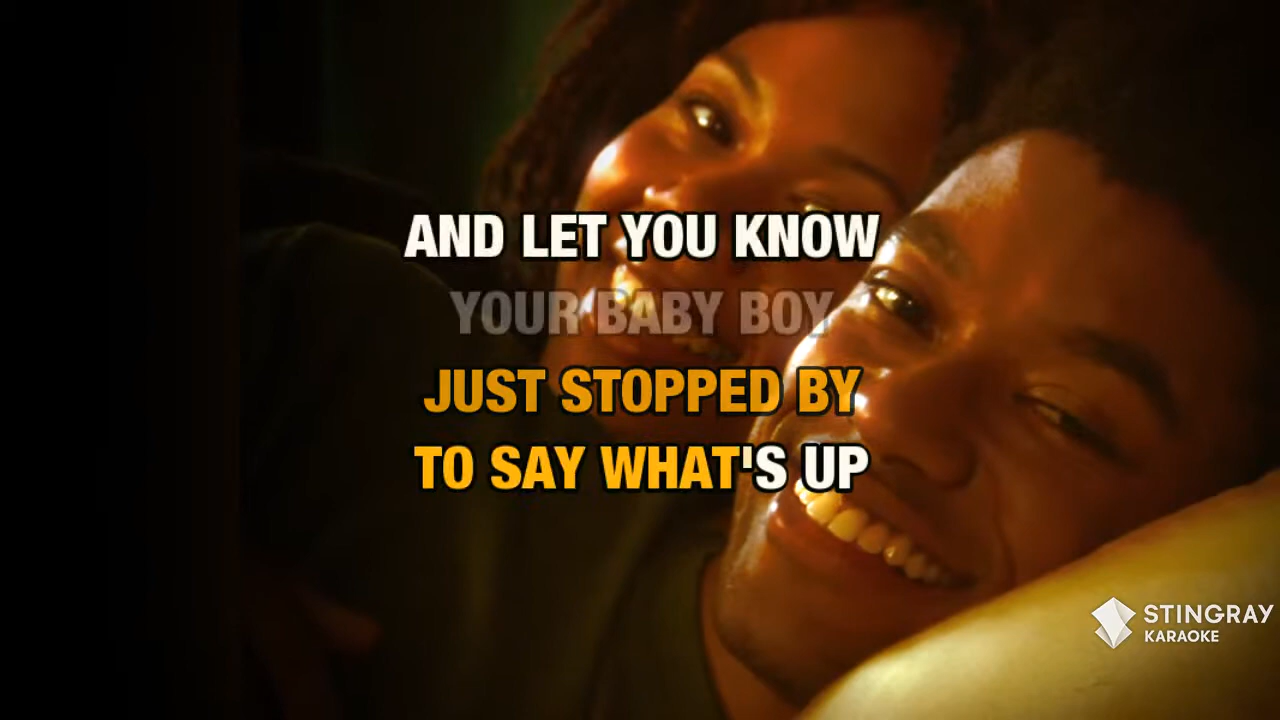 AND LET YOU KNOW
YOUR BABY BOY
JUST STOPPED BY
TO SAY WHAT'S UP
STINGRAY
KARAOKE